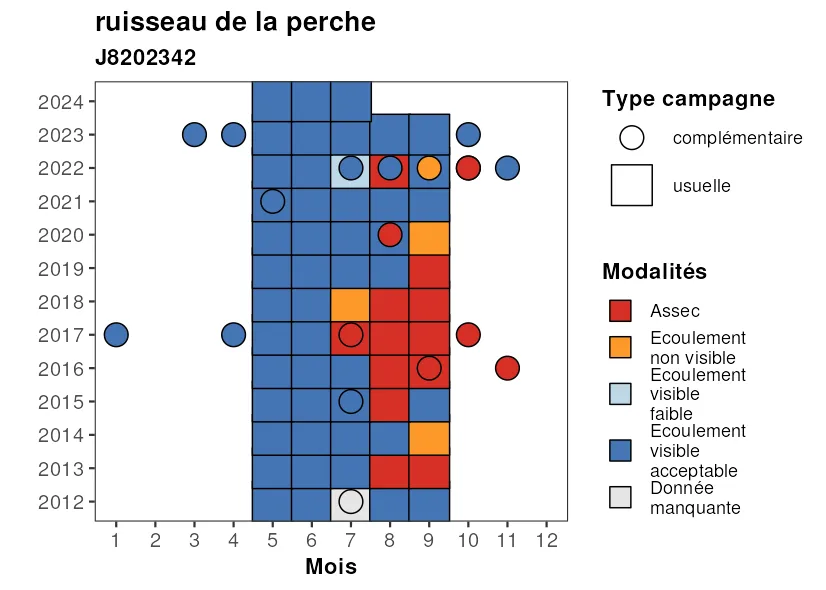 ruisseau de la perche
J8202342
2024
2023
2022
2021
2020
2019
2018
2017
2016
2015
2014
2013
2012
1 2 3 4 5 6 7 8 9 10 11 12
Mois
Type campagne
complémentaire
usuelle
Modalités
Assec
Ecoulement
non visible
Ecoulement
visible
faible
Ecoulement
visible
acceptable
Donnée
manquante